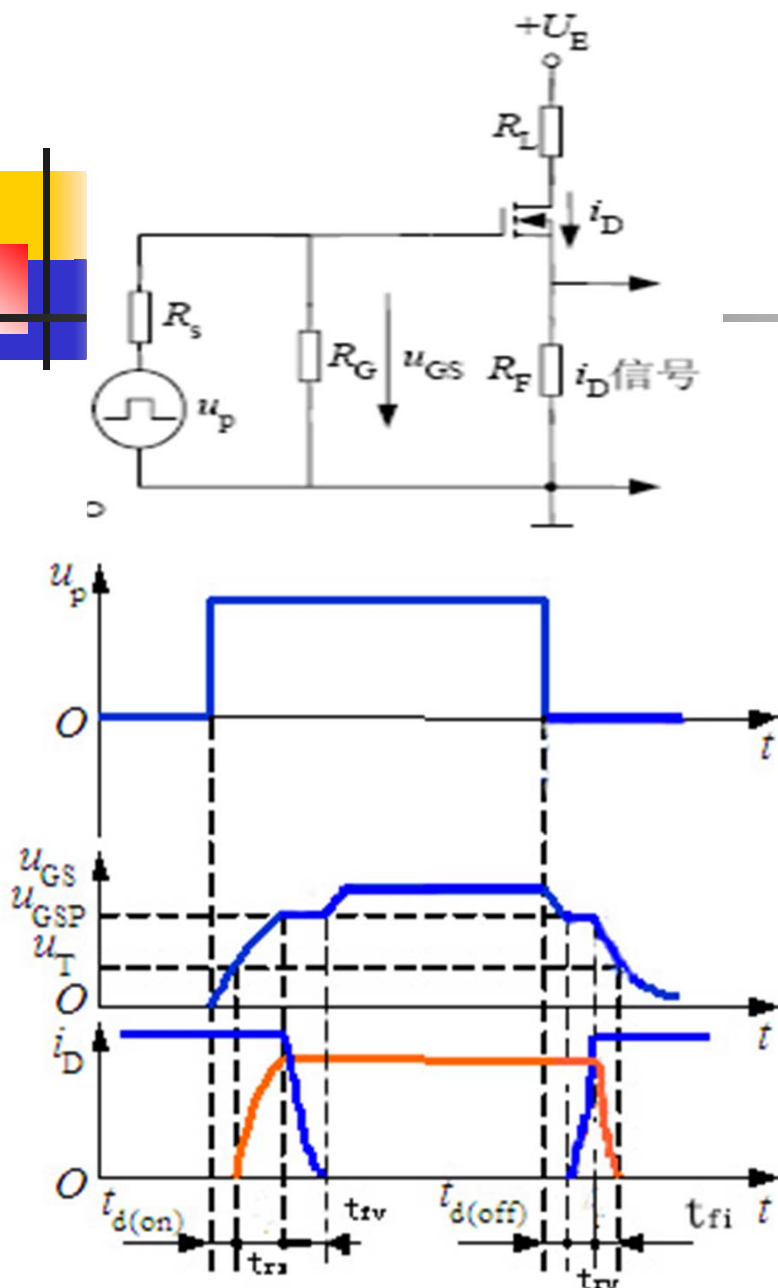 +U_E
R_L
i_D
R_s
R_G
u_GS
R_F
i_D信号
u_p
u_p
O
t
u_GS
u_GSP
u_T
O
t
i_D
O
t_d(on)
t_fv
t_d(off)
t_fi
t
t_rv